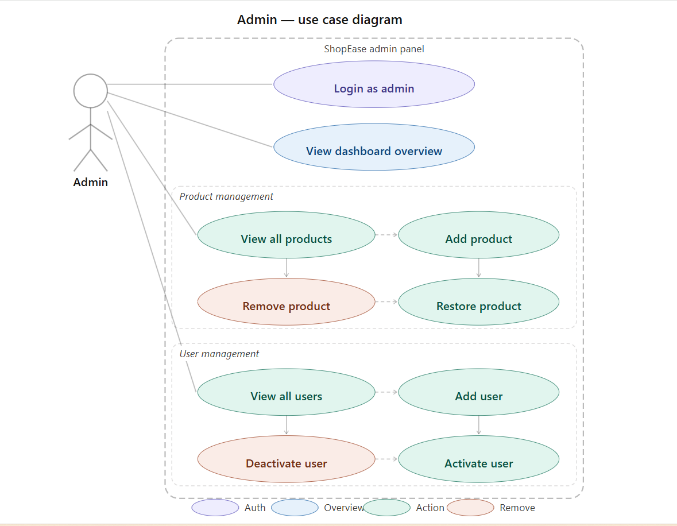 Admin — use case diagram
ShopEase admin panel
Login as admin
View dashboard overview
Admin
Product management
View all products
Add product
Remove product
Restore product
User management
View all users
Add user
Deactivate user
Activate user
Auth
Overview
Action
Remove